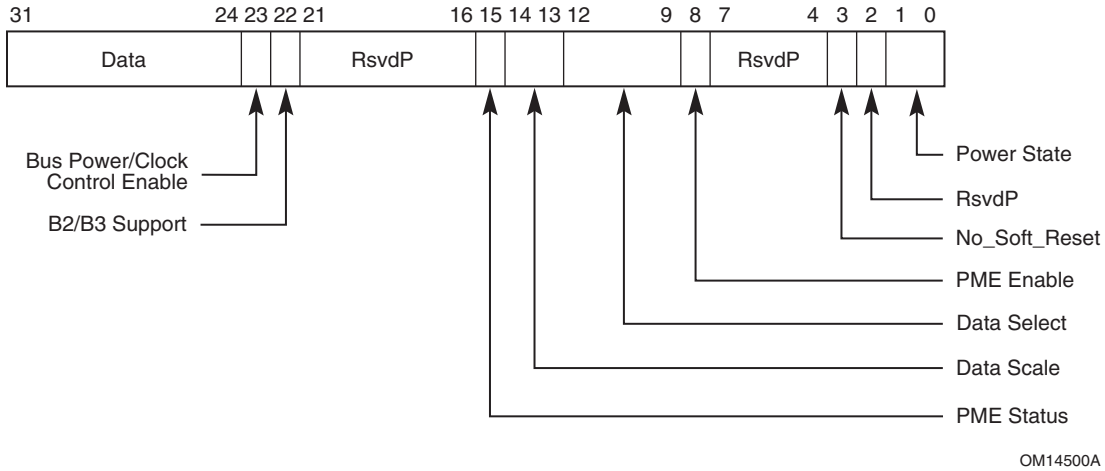 31 24 23 22 21 16 15 14 13 12 9 8 7 4 3 2 1 0
Data RsvdP RsvdP
Bus Power/Clock
Control Enable
B2/B3 Support
Power State
RsvdP
No_Soft_Reset
PME Enable
Data Select
Data Scale
PME Status
OM14500A